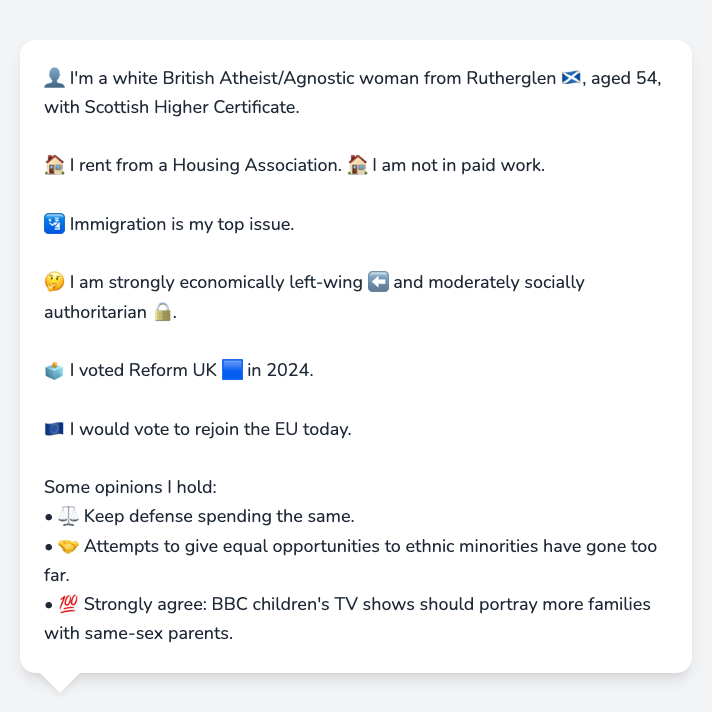 👤 I'm a white British Atheist/Agnostic woman from Rutherglen 🏴󠁧󠁢󠁳󠁣󠁴󠁿, aged 54,
with Scottish Higher Certificate.
🏠 I rent from a Housing Association. 🏠 I am not in paid work.
🛂 Immigration is my top issue.
🤔 I am strongly economically left-wing ⬅️ and moderately socially
authoritarian 🔒.
🗳️ I voted Reform UK 🟦 in 2024.
🇪🇺 I would vote to rejoin the EU today.
Some opinions I hold:
• ⚖️ Keep defense spending the same.
• 🤝 Attempts to give equal opportunities to ethnic minorities have gone too
far.
• 💯 Strongly agree: BBC children's TV shows should portray more families
with same-sex parents.